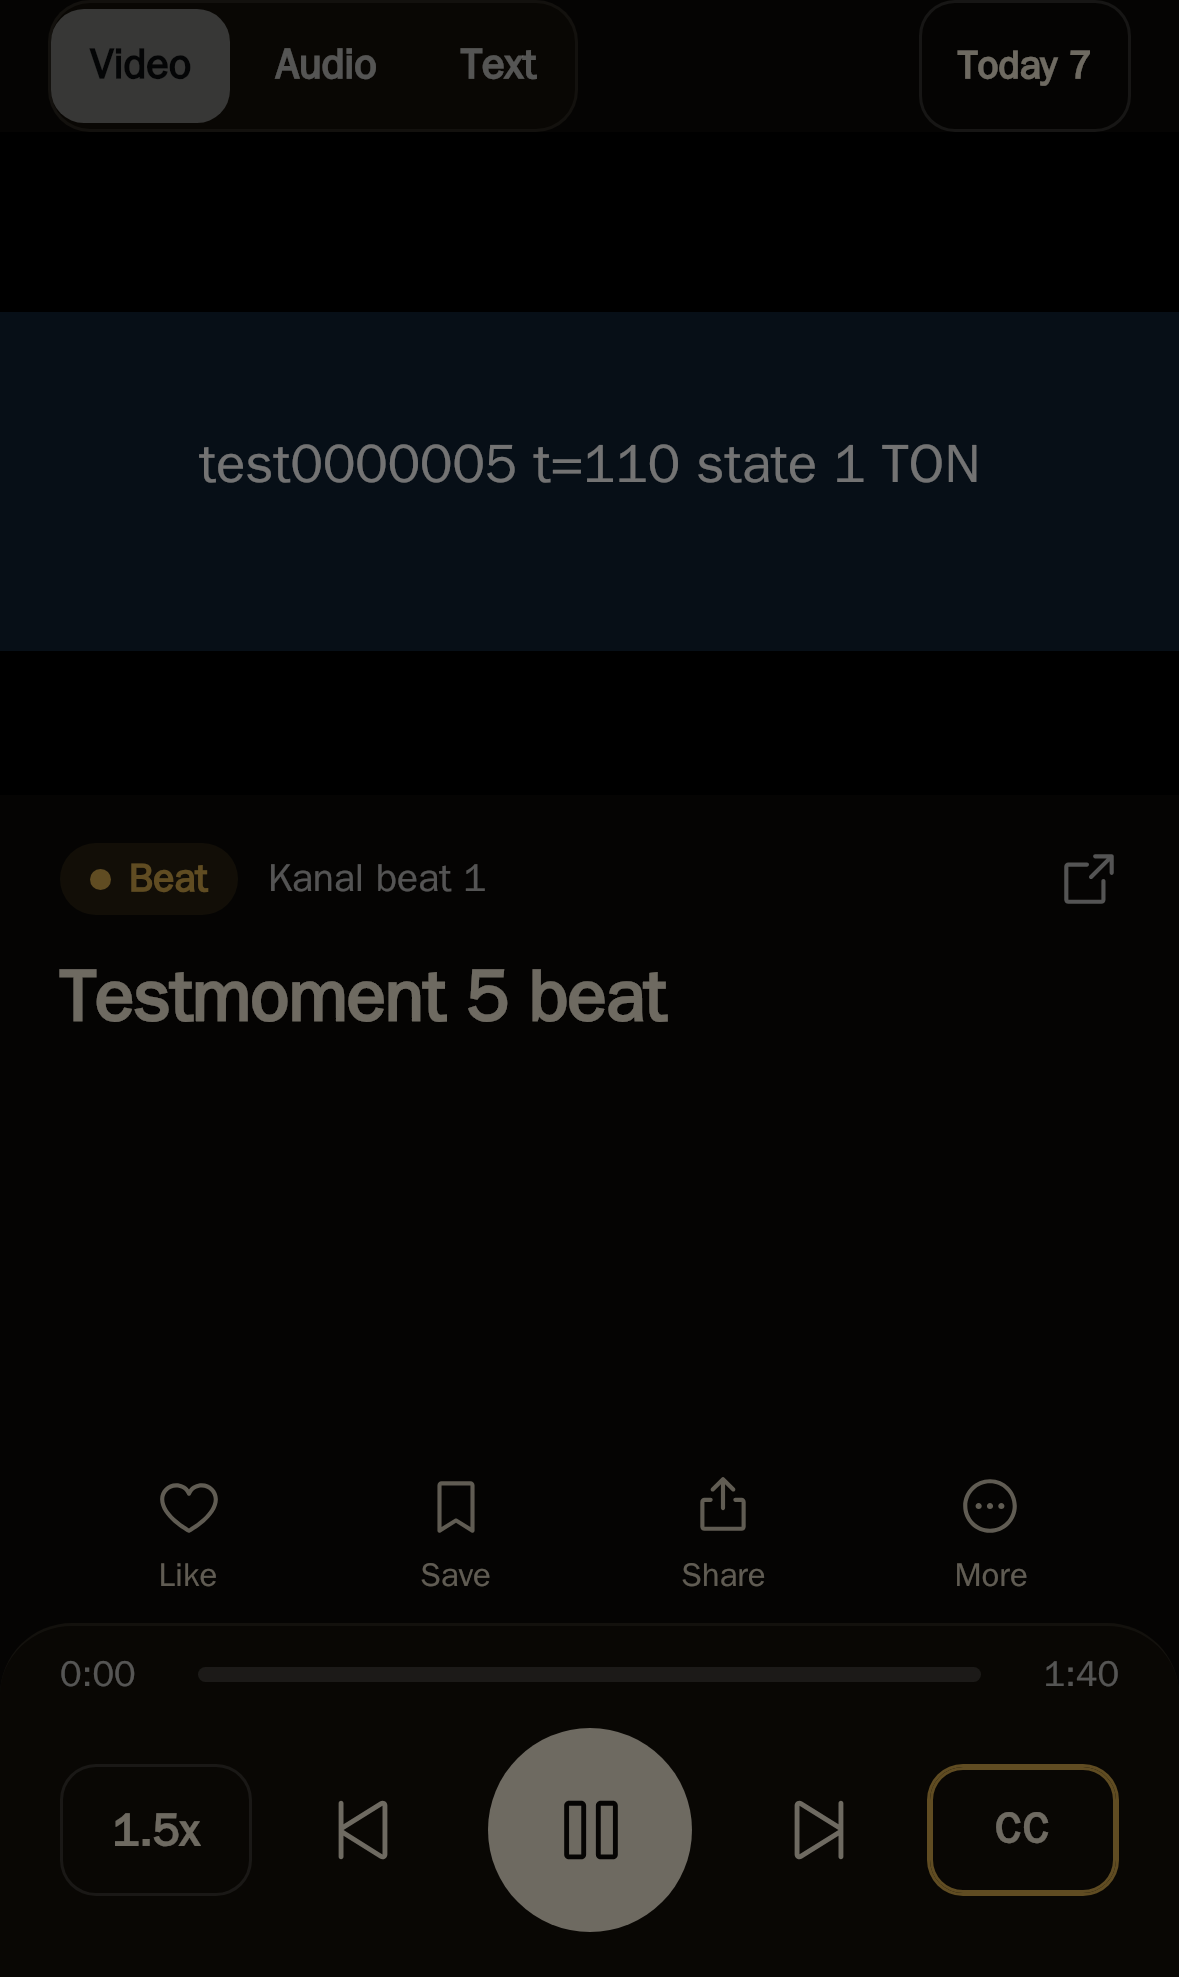 Video Audio Text Today 7
test0000005 t=110 state 1 TON
Beat Kanal beat 1
Testmoment 5 beat
Like Save Share More
0:00 1:40
1.5x CC